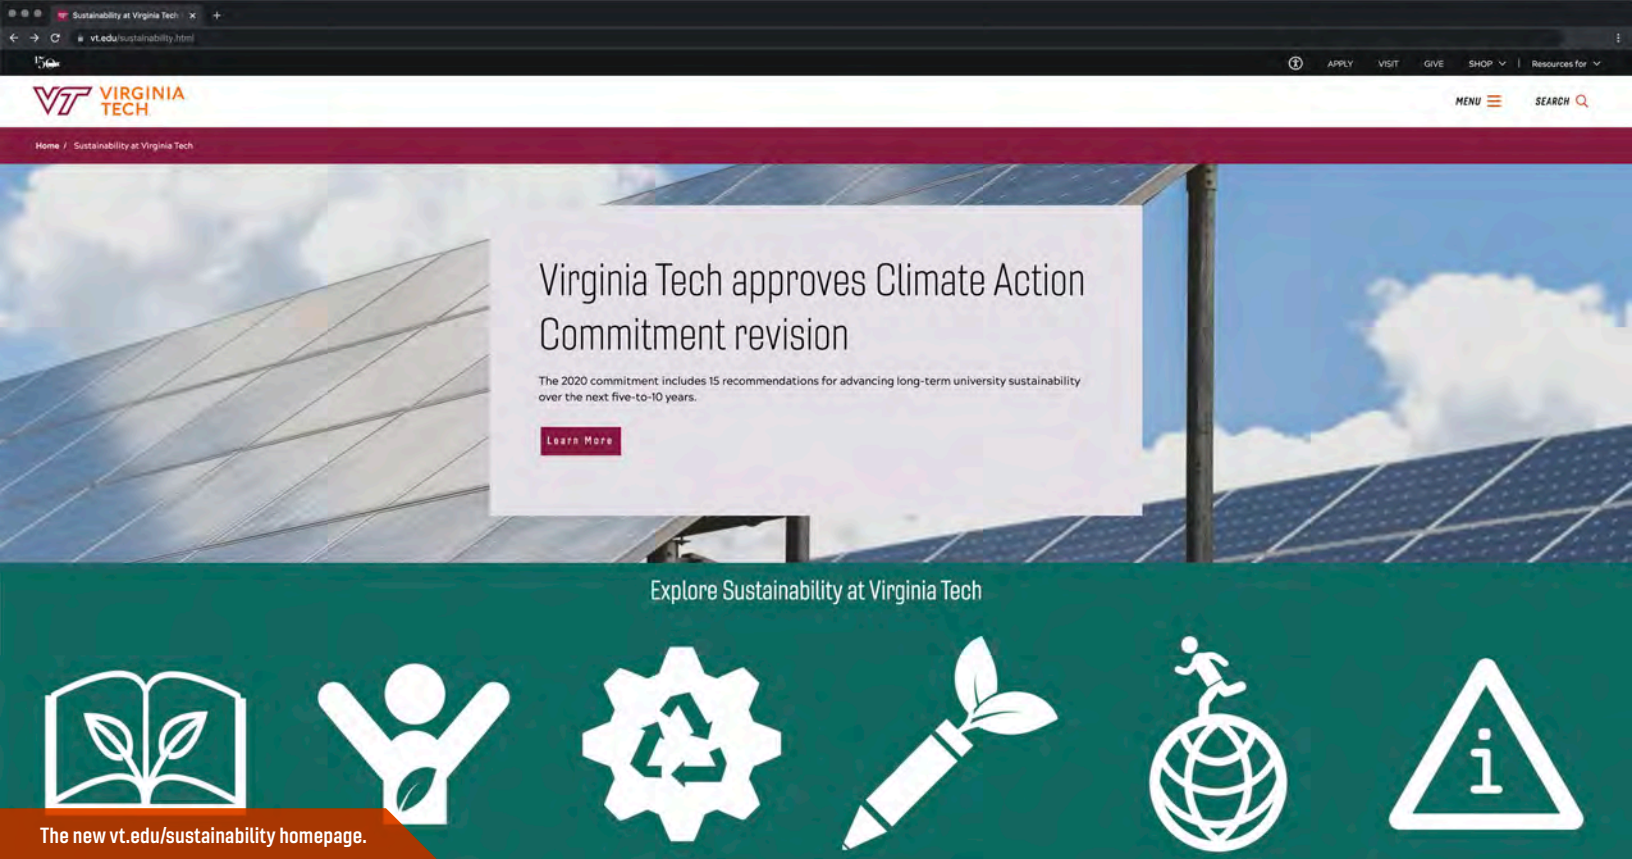 Sustainability at Virginia Tech
vt.edu/sustainability.html
150
APPLY VISIT GIVE SHOP | Resources for
VT VIRGINIA
TECH
MENU SEARCH
Home / Sustainability at Virginia Tech
Virginia Tech approves Climate Action
Commitment revision
The 2020 commitment includes 15 recommendations for advancing long-term university sustainability
over the next five-to-10 years.
Learn More
Explore Sustainability at Virginia Tech
i
The new vt.edu/sustainability homepage.